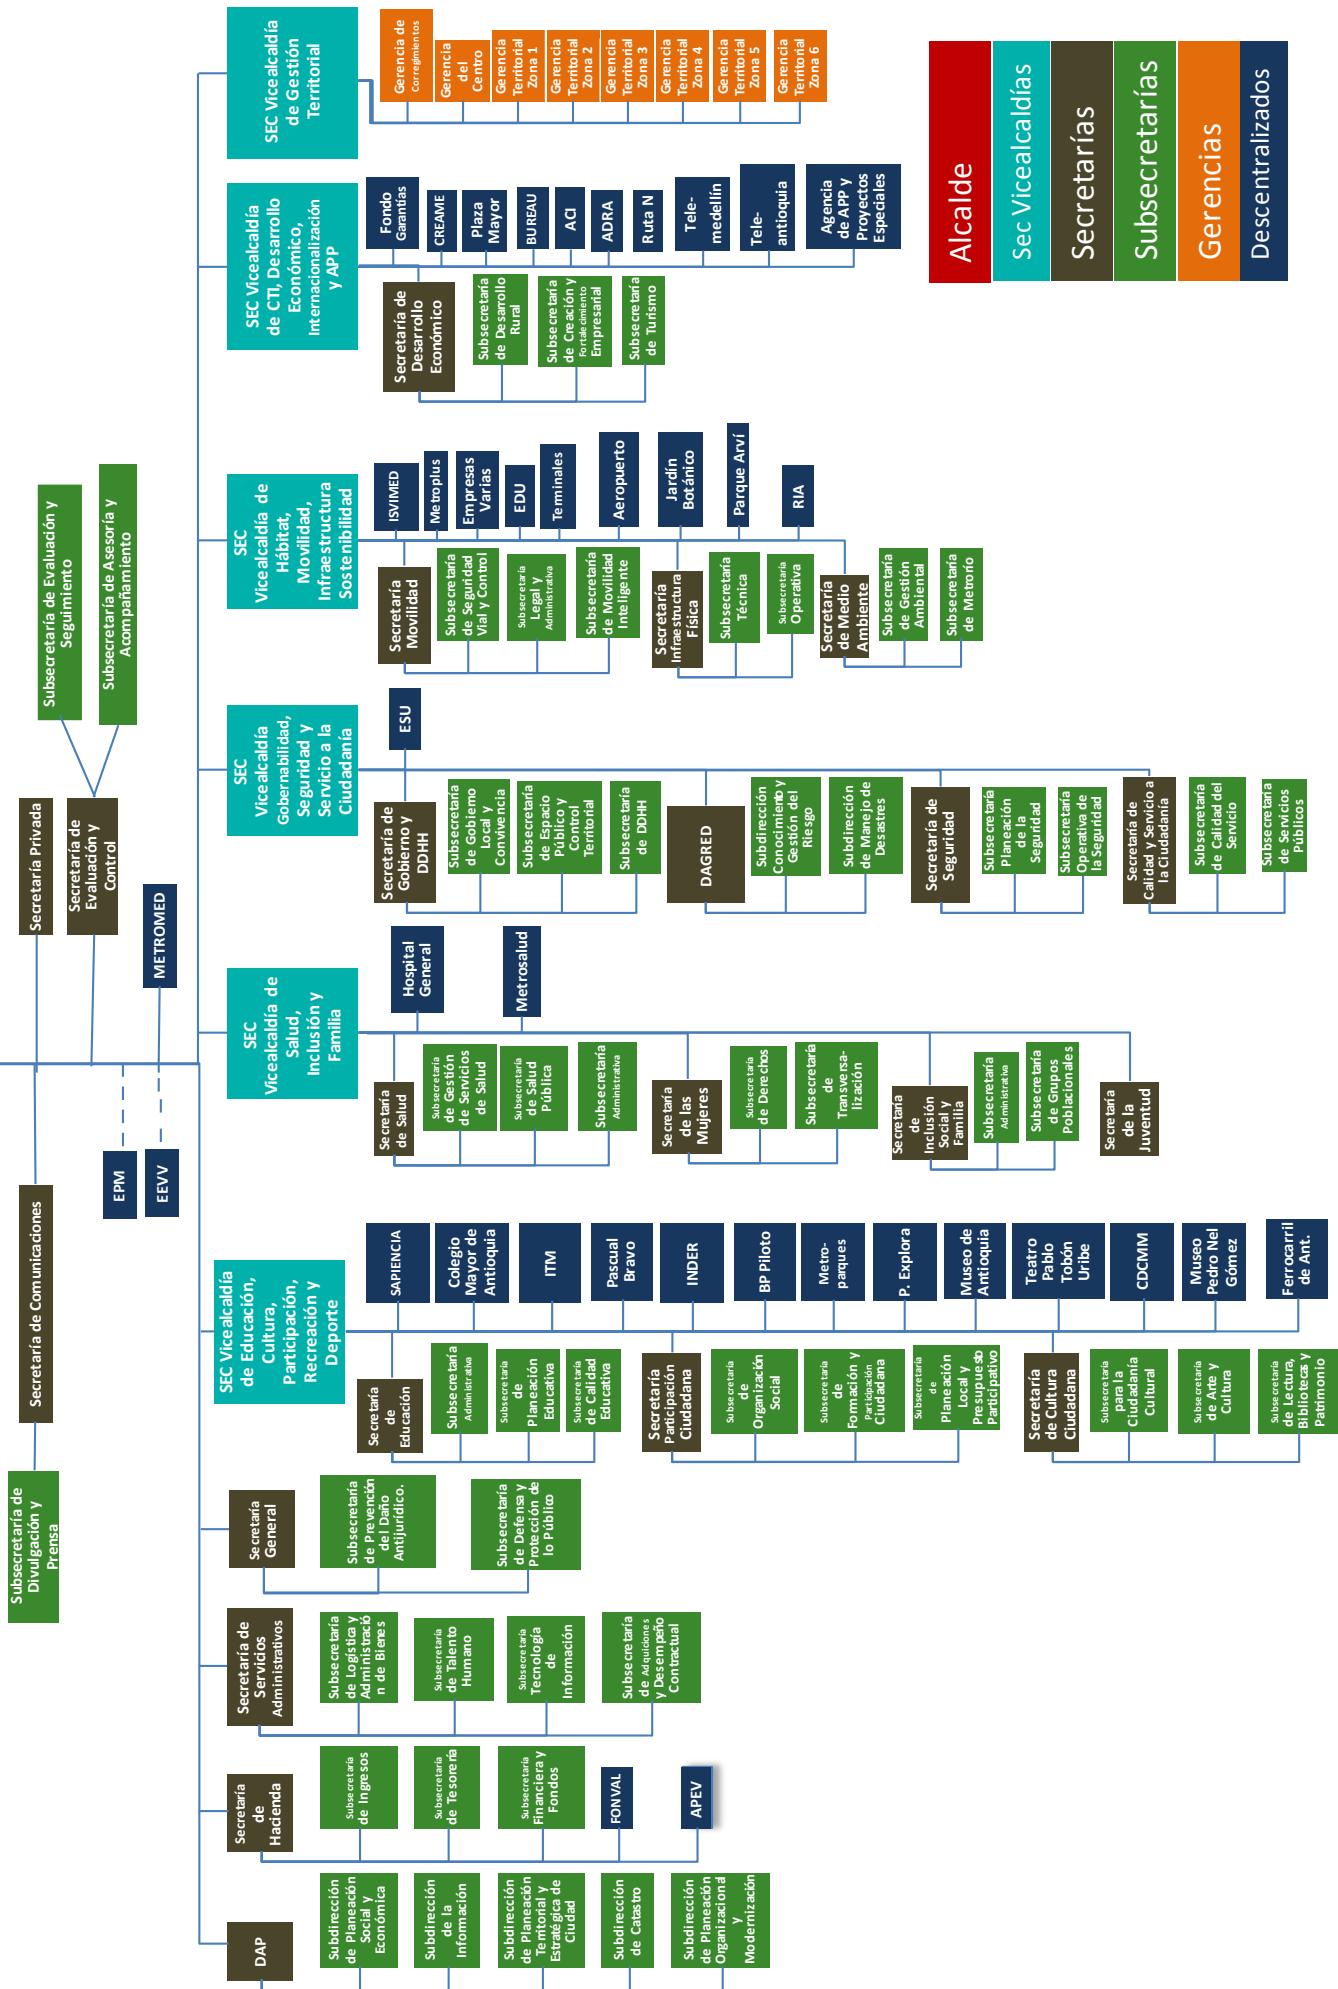 Subsecretaría de
Divulgación y
Prensa
Secretaría de Comunicaciones
Secretaría Privada
Secretaría de
Evaluación y
Control
Subsecretaría de Evaluación y
Seguimiento
Subsecretaría de Asesoría y
Acompañamiento
EPM
EEVV
METROMED
DAP
Subdirección
de Planeación
Social y
Económica
Subdirección
de la
Información
Subdirección
de Planeación
Territorial y
Estratégica de
Ciudad
Subdirección
de Catastro
Subdirección
de Planeación
Organizacional
y
Modernización
Secretaría
de
Hacienda
Subsecretaría
de Ingresos
Subsecretaría
de Tesorería
Subsecretaría
Financiera y
Fondos
FONVAL
APEV
Secretaría de
Servicios
Administrativos
Subsecretaría
de Logística y
Administració
n de Bienes
Subsecretaría
de Talento
Humano
Subsecretaría
Tecnología
de
Información
Subsecretaría
de Adquiciones
y Desempeño
Contractual
Secretaría
General
Subsecretaría
de Prevención
del Daño
Antijurídico.
Subsecretaría
de Defensa y
Protección de
lo Público
SEC Vicealcaldía
de Educación,
Cultura,
Participación,
Recreación y
Deporte
SAPIENCIA
Colegio
Mayor de
Antioquia
ITM
Pascual
Bravo
INDER
BP Piloto
Metro-
parques
P. Explora
Museo de
Antioquia
Teatro
Pablo
Tobón
Uribe
CDCMM
Museo
Pedro Nel
Gómez
Ferrocarril
de Ant.
Secretaría
de
Educación
Subsecretaría
Administrativa
Subsecretaría
de
Planeación
Educativa
Subsecretaría
de Calidad
Educativa
Secretaría
Participación
Ciudadana
Subsecretaría
de
Organización
Social
Subsecretaría
de
Formación y
Participación
Ciudadana
Subsecretaría
de
Planeación
Local y
Presupuesto
Participativo
Secretaría
de Cultura
Ciudadana
Subsecretaría
para la
Ciudadanía
Cultural
Subsecretaría
de Arte y
Cultura
Subsecretaría
de Lectura,
Bibliotecas y
Patrimonio
SEC
Vicealcaldía de
Salud,
Inclusión y
Familia
Hospital
General
Metrosalud
Secretaría
de Salud
Subsecretaría
de Gestión
de Servicios
de Salud
Subsecretaría
de Salud
Pública
Subsecretaría
Administrativa
Secretaría
de las
Mujeres
Subsecretaría
de Derechos
Subsecretaría
de
Transversa-
lización
Secretaría
de
Inclusión
Social y
Familia
Subsecretaría
Administrativa
Subsecretaría
de Grupos
Poblacionales
Secretaría
de la
Juventud
SEC
Vicealcaldía
Gobernabilidad,
Seguridad y
Servicio a la
Ciudadanía
ESU
Secretaría de
Gobierno y
DDHH
Subsecretaría
de Gobierno
Local y
Convivencia
Subsecretaría
de Espacio
Público y
Control
Territorial
Subsecretaría
de DDHH
DAGRED
Subdirección
Conocimiento y
Gestión del
Riesgo
Subdirección
de Manejo de
Desastres
Secretaría de
Seguridad
Subsecretaría
Planeación
de la
Seguridad
Subsecretaría
Operativa de
la Seguridad
Secretaría de
Calidad y Servicio a
la Ciudadanía
Subsecretaría
de Calidad del
Servicio
Subsecretaría
de Servicios
Públicos
SEC
Vicealcaldía de
Hábitat,
Movilidad,
Infraestructura
Sostenibilidad
ISVIMED
Metroplus
Empresas
Varias
EDU
Terminales
Aeropuerto
Jardín
Botánico
Parque Arví
RIA
Secretaría
Movilidad
Subsecretaría
de Seguridad
Vial y Control
Subsecretaría
Legal y
Administrativa
Subsecretaría
de Movilidad
Inteligente
Secretaría
Infraestructura
Física
Subsecretaría
Técnica
Subsecretaría
Operativa
Secretaría
de Medio
Ambiente
Subsecretaría
de Gestión
Ambiental
Subsecretaría
de Metrorío
SEC Vicealcaldía
de CTI, Desarrollo
Económico,
Internacionalización
y APP
Fondo
Garantías
CREAME
Plaza
Mayor
BUREAU
ACI
ADRA
Ruta N
Tele-
medellín
Tele-
antioquia
Agencia
de APP y
Proyectos
Especiales
Secretaría de
Desarrollo
Económico
Subsecretaría
de Desarrollo
Rural
Subsecretaría
de Creación y
Fortalecimiento
Empresarial
Subsecretaría
de Turismo
SEC Vicealcaldía
de Gestión
Territorial
Gerencia de
Corregimientos
Gerencia
del
Centro
Gerencia
Territorial
Zona 1
Gerencia
Territorial
Zona 2
Gerencia
Territorial
Zona 3
Gerencia
Territorial
Zona 4
Gerencia
Territorial
Zona 5
Gerencia
Territorial
Zona 6
Alcalde
Sec Vicealcaldías
Secretarías
Subsecretarías
Gerencias
Descentralizados